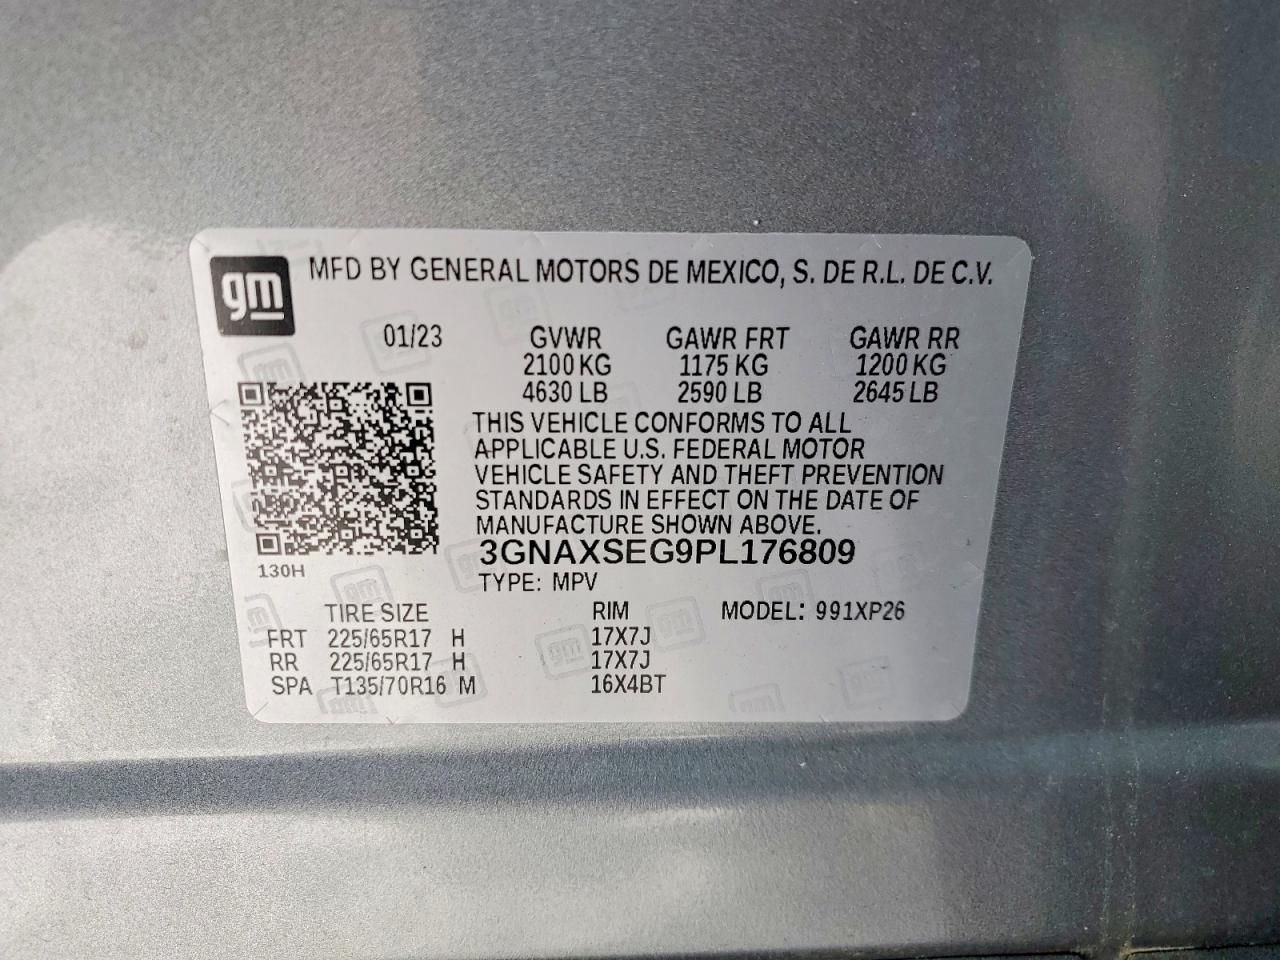 gm MFD BY GENERAL MOTORS DE MEXICO, S. DE R.L. DE C.V.
01/23 GVWR GAWR FRT GAWR RR
2100 KG 1175 KG 1200 KG
4630 LB 2590 LB 2645 LB
THIS VEHICLE CONFORMS TO ALL
APPLICABLE U.S. FEDERAL MOTOR
VEHICLE SAFETY AND THEFT PREVENTION
STANDARDS IN EFFECT ON THE DATE OF
MANUFACTURE SHOWN ABOVE.
3GNAXSEG9PL176809
130H
TYPE: MPV
TIRE SIZE RIM MODEL: 991XP26
FRT 225/65R17 H 17X7J
RR 225/65R17 H 17X7J
SPA T135/70R16 M 16X4BT